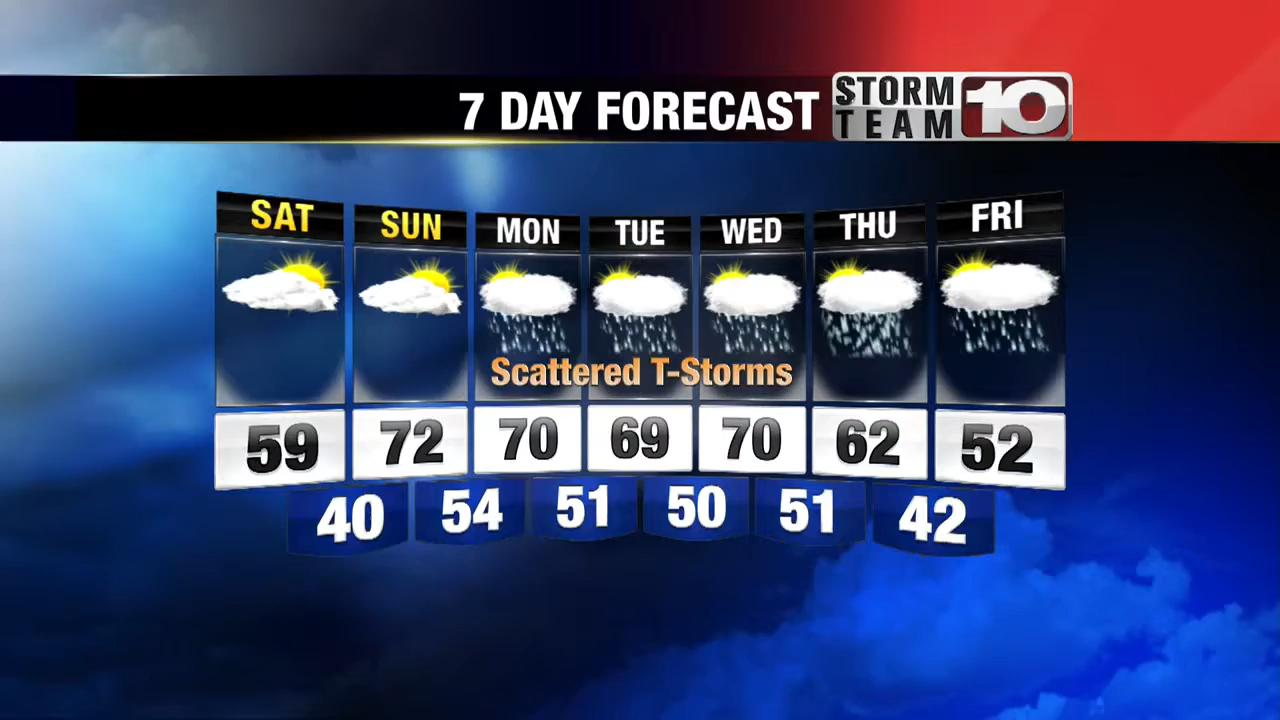 7 DAY FORECAST STORM TEAM 10
SAT SUN MON TUE WED THU FRI
Scattered T-Storms
59 72 70 69 70 62 52
40 54 51 50 51 42